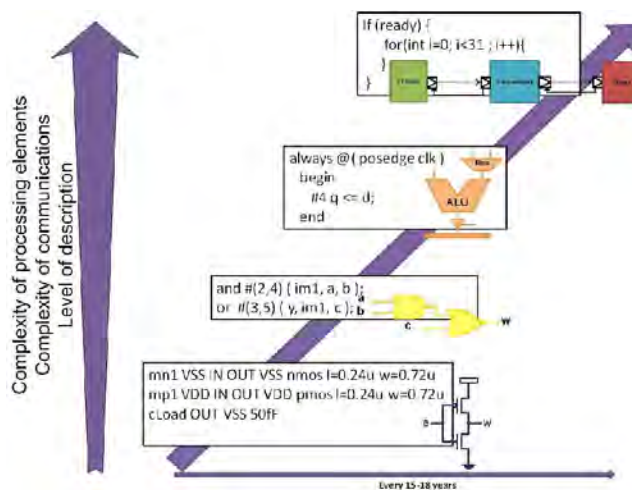 Complexity of processing elements
Complexity of communications
Level of description
If (ready) {
for(int i=0; i<31 ; i++){
}
}
always @( posedge clk )
begin
#4 q <= d;
end
ALU
and #(2,4) ( im1, a, b );
or #(3,5) ( y, im1, c );
a
b
c
w
mn1 VSS IN OUT VSS nmos l=0.24u w=0.72u
mp1 VDD IN OUT VDD pmos l=0.24u w=0.72u
cLoad OUT VSS 50fF
a
W
Every 15-18 years